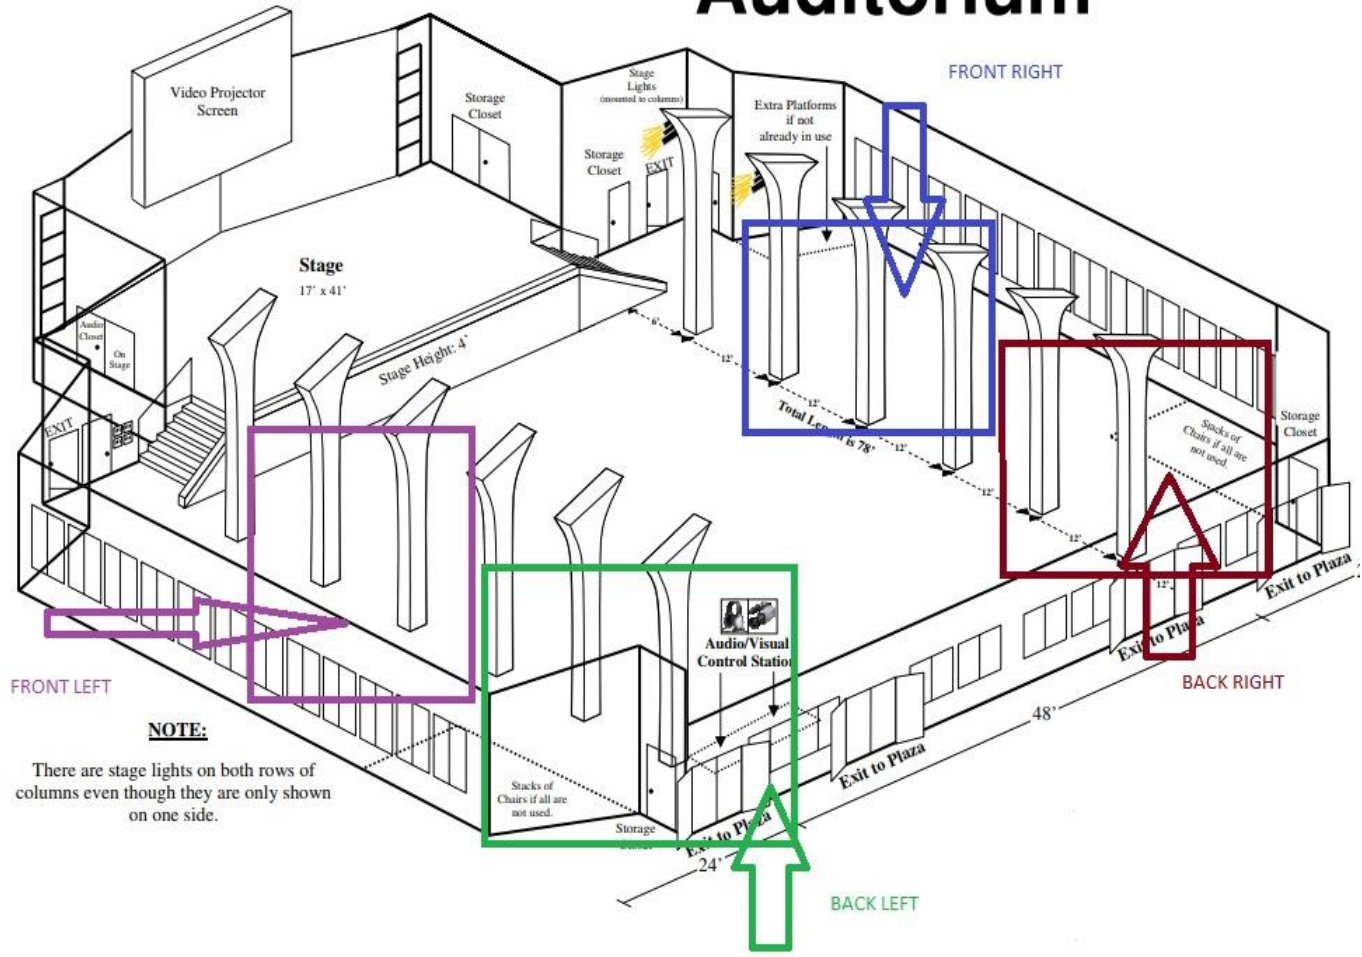 Auditorium
FRONT RIGHT
Video Projector
Screen
Storage
Closet
Stage
Lights
(mounted to columns)
Extra Platforms
if not
already in use
Storage
Closet
EXIT
Stage
17' x 41'
Audio
Closet
On
Stage
Stage Height: 4'
6'
12'
12'
Total Length is 78'
12'
12'
12'
12'
EXIT
Stacks of
Chairs if all are
not used.
Storage
Closet
Audio/Visual
Control Station
Exit to Plaza
Exit to Plaza
FRONT LEFT
BACK RIGHT
48'
NOTE:
There are stage lights on both rows of
columns even though they are only shown
on one side.
Exit to Plaza
Stacks of
Chairs if all are
not used.
Storage
Exit to Plaza
24'
BACK LEFT